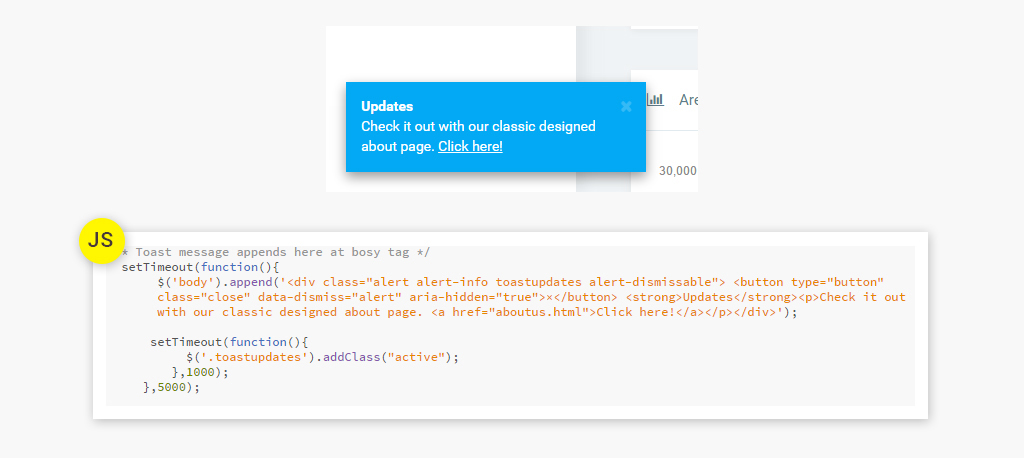 Updates ×
Check it out with our classic designed
about page. Click here!
Are
30,000
JS
* Toast message appends here at bosy tag */
setTimeout(function(){
$('body').append('<div class="alert alert-info toastupdates alert-dismissable"> <button type="button"
class="close" data-dismiss="alert" aria-hidden="true">×</button> <strong>Updates</strong><p>Check it out
with our classic designed about page. <a href="aboutus.html">Click here!</a></p></div>');
setTimeout(function(){
$('.toastupdates').addClass("active");
},1000);
},5000);